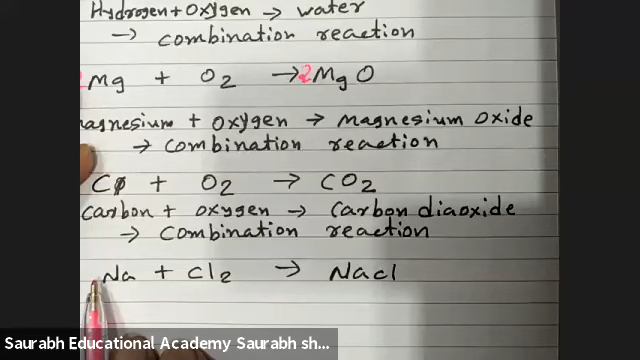 Hydrogen + Oxygen → water
→ combination reaction
Mg + O2 → 2MgO
magnesium + oxygen → magnesium oxide
→ combination reaction
C + O2 → CO2
carbon + oxygen → carbon diaoxide
→ combination reaction
Na + Cl2 → Nacl
Saurabh Educational Academy Saurabh sh...